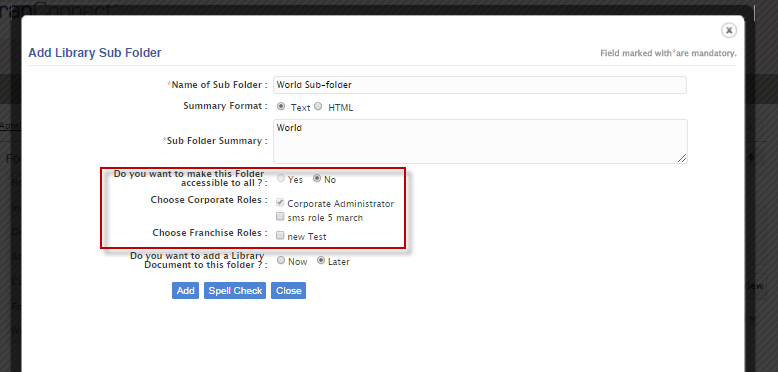 ranConnect
Add Library Sub Folder
Field marked with*are mandatory.
*Name of Sub Folder :
World Sub-folder
Summary Format :
Text
HTML
*Sub Folder Summary :
World
Do you want to make this Folder
accessible to all ? :
Yes
No
Choose Corporate Roles :
Corporate Administrator
sms role 5 march
Choose Franchise Roles :
new Test
Do you want to add a Library
Document to this folder ? :
Now
Later
Add
Spell Check
Close